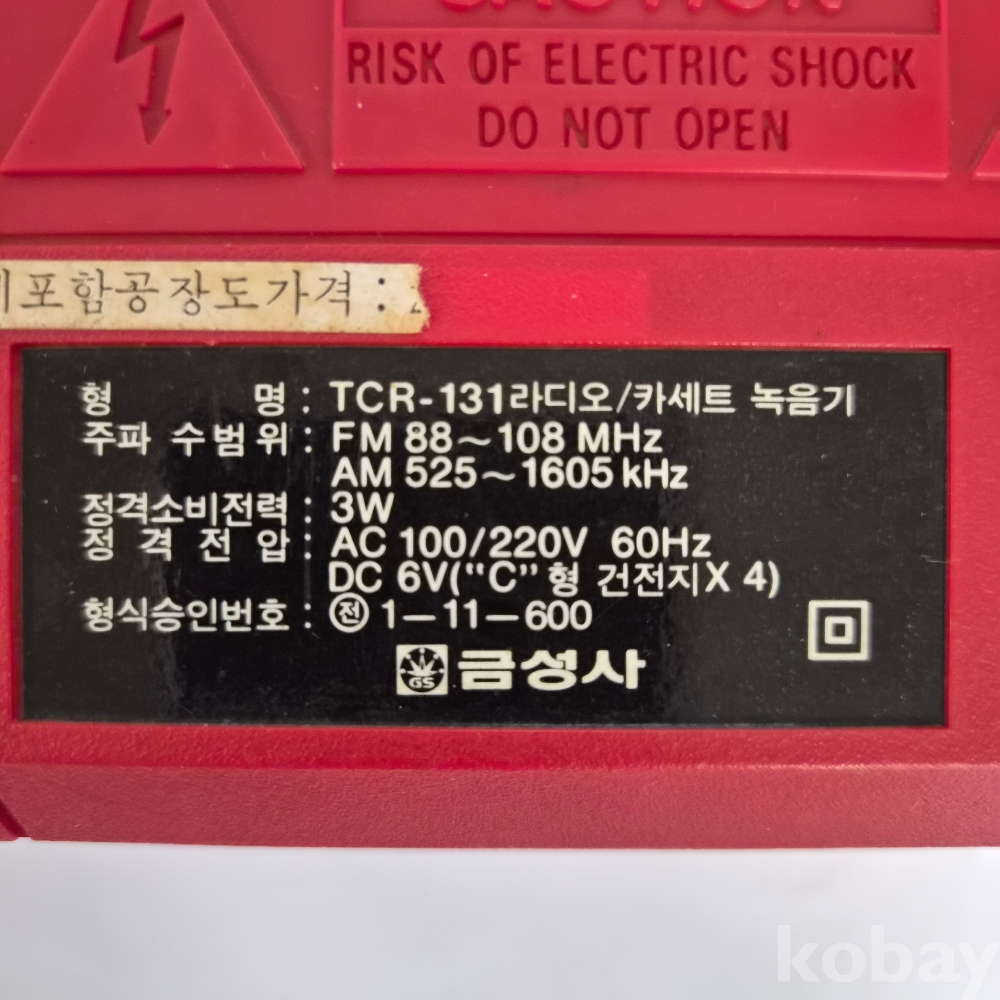 CAUTION
RISK OF ELECTRIC SHOCK
DO NOT OPEN
포함공장도가격 :
형 명 : TCR-131라디오/카세트 녹음기
주파 수범위 : FM 88~108 MHz
AM 525~1605 kHz
정격소비전력 : 3W
정 격 전 압 : AC 100/220V 60Hz
DC 6V("C"형 건전지X 4)
형식승인번호 : ㉾ 1-11-600
GS 금성사
kobay